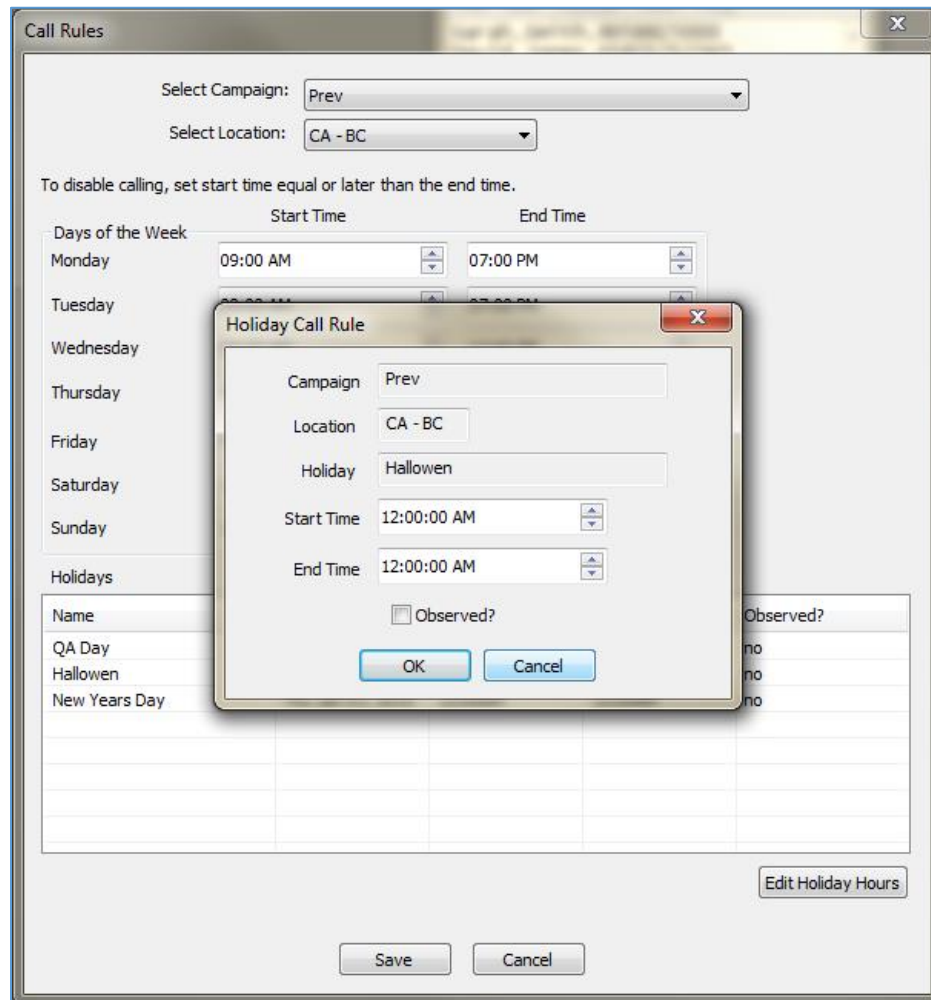 Call Rules
Select Campaign: Prev
Select Location: CA - BC
To disable calling, set start time equal or later than the end time.
Start Time End Time
Days of the Week
Monday 09:00 AM 07:00 PM
Tuesday
Holiday Call Rule
Wednesday
Campaign Prev
Thursday
Location CA - BC
Friday
Holiday Hallowen
Saturday
Start Time 12:00:00 AM
Sunday
End Time 12:00:00 AM
Holidays
Observed?
Name Observed?
QA Day no
OK Cancel
Hallowen no
New Years Day no
Edit Holiday Hours
Save Cancel